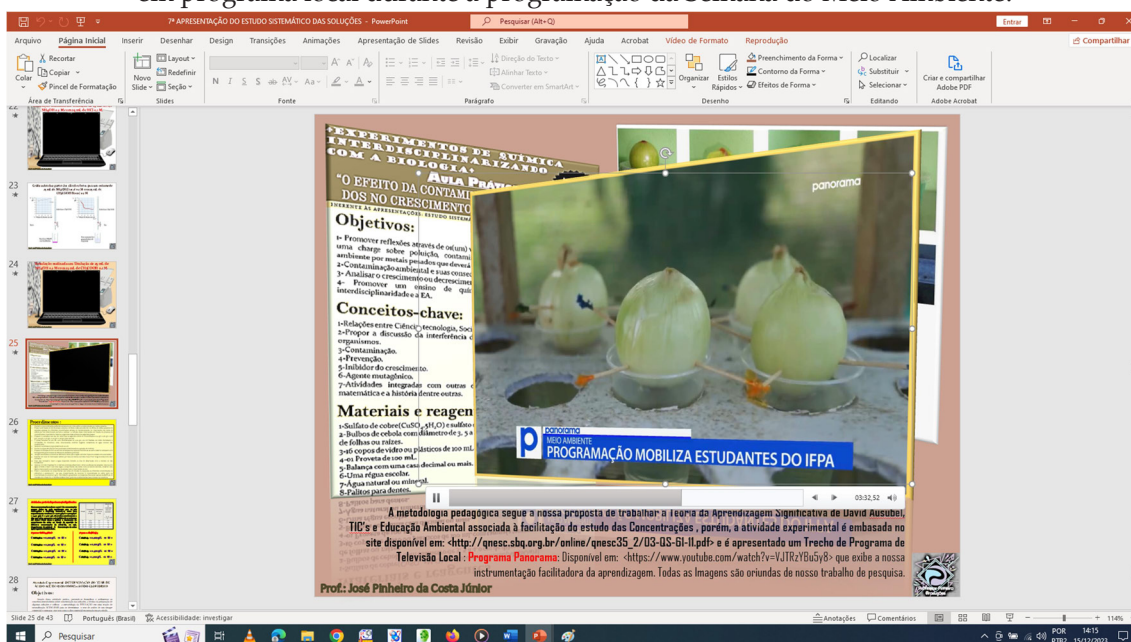 em programa local durante a programação da Semana do Meio Ambiente.
7ª APRESENTAÇÃO DO ESTUDO SISTEMÁTICO DAS SOLUÇÕES - PowerPoint
Pesquisar (Alt+Q)
Entrar
Arquivo Página Inicial Inserir Desenhar Design Transições Animações Apresentação de Slides Revisão Exibir Gravação Ajuda Acrobat Vídeo de Formato Reprodução
Compartilhar
Colar
Recortar
Copiar
Pincel de Formatação
Área de Transferência
Novo Slide
Layout
Redefinir
Seção
Slides
N I S S ab AV Aa A A
Fonte
Direção do Texto
Alinhar Texto
Converter em SmartArt
Parágrafo
Organizar
Estilos Rápidos
Preenchimento da Forma
Contorno da Forma
Efeitos de Forma
Desenho
Localizar
Substituir
Selecionar
Editando
Criar e compartilhar Adobe PDF
Adobe Acrobat
22
23
24
25
26
Procedimentos:
27
28
Objetivos:
"EXPERIMENTOS DE QUÍMICA
INTERDISCIPLINARIZANDO
COM A BIOLOGIA"
"O EFEITO DA CONTAMI
DOS NO CRESCIMENTO
Objetivos:
1- Promover reflexões através de os(um)
uma charge sobre poluição, contami
ambiente por metais pesados que deverá
2-Contaminação ambiental e suas conse
3- Analisar o crescimento ou decrescime
4- Promover um ensino de quí
interdisciplinaridade e a EA.
Conceitos-chave:
1-Relações entre Ciência, tecnologia, Soci
2-Propor a discussão da interferência d
organismos.
3-Contaminação.
4-Prevenção.
5-Inibidor do crescimento.
6-Agente mutagênico.
7-Atividades integradas com outras
matemática e a história dentre outras.
Materiais e reagen
1-Sulfato de cobre(CuSO4.5H2O) e sulfato
2-Bulbos de cebola com diâmetro de 3, 5 a
de folhas ou raízes.
3-16 copos de vidro ou plásticos de 100 mL.
4-01 Proveta de 100 mL.
5-Balança com uma casa decimal ou mais.
6-Uma régua escolar.
7-Água natural ou mineral.
8-Palitos para dentes.
panorama
panorama
MEIO AMBIENTE
PROGRAMAÇÃO MOBILIZA ESTUDANTES DO IFPA
03:32,52
A metodologia pedagógica segue a nossa proposta de trabalhar a Teoria da Aprendizagem Significativa de David Ausubel,
TIC's e Educação Ambiental associada à facilitação do estudo das Concentrações , porém, a atividade experimental é embasada no
site disponível em: <http://qnesc.sbq.org.br/online/qnesc35_2/03-QS-61-11.pdf> e é apresentado um Trecho de Programa de
Televisão Local : Programa Panorama: Disponível em: <https://www.youtube.com/watch?v=VJTRzYBu5y8> que exibe a nossa
instrumentação facilitadora da aprendizagem. Todas as Imagens são oriundas de nosso trabalho de pesquisa.
Prof.: José Pinheiro da Costa Júnior
Slide 25 de 43 Português (Brasil) Acessibilidade: investigar
Anotações Comentários 114%
Pesquisar
POR
PTB2
14:15
15/12/2023